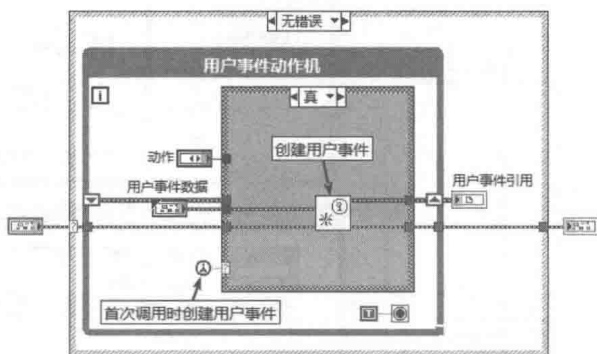 无错误
用户事件动作机
i
真
动作
创建用户事件
用户事件数据
用户事件引用
首次调用时创建用户事件
T